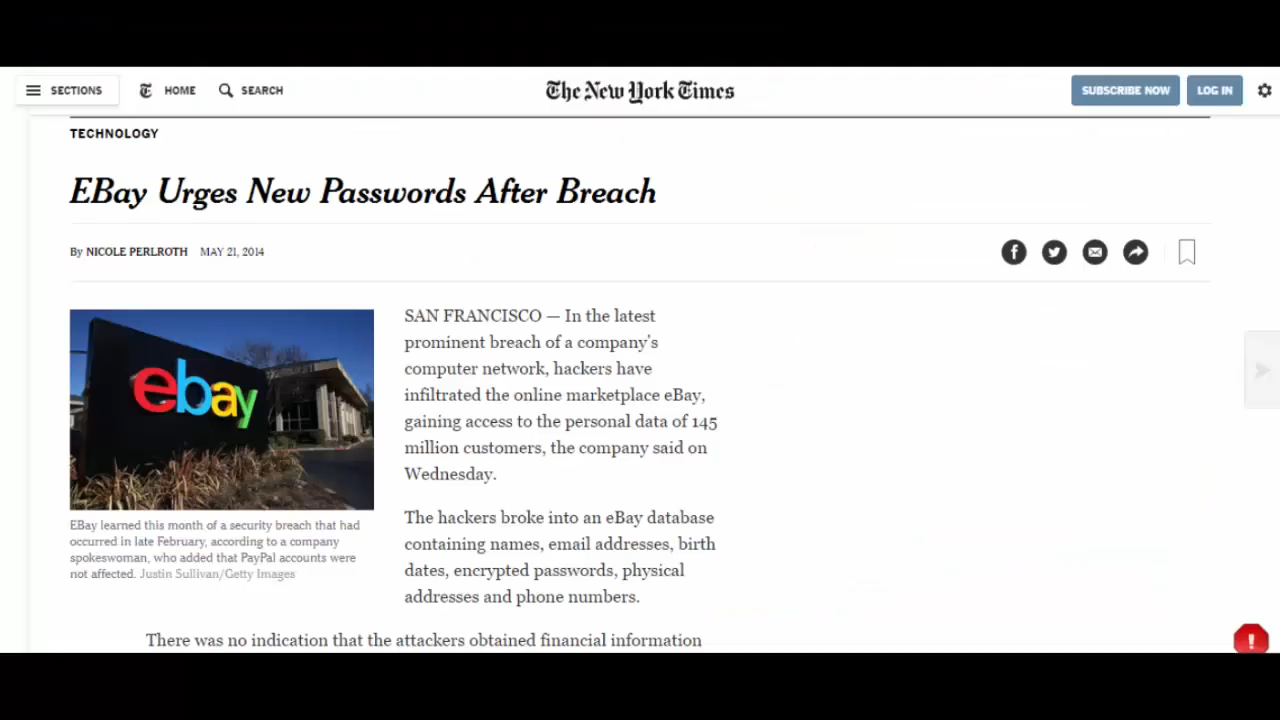 SECTIONS HOME SEARCH The New York Times SUBSCRIBE NOW LOG IN
TECHNOLOGY
EBay Urges New Passwords After Breach
By NICOLE PERLROTH MAY 21, 2014
ebay
EBay learned this month of a security breach that had
occurred in late February, according to a company
spokeswoman, who added that PayPal accounts were
not affected. Justin Sullivan/Getty Images
SAN FRANCISCO — In the latest
prominent breach of a company's
computer network, hackers have
infiltrated the online marketplace eBay,
gaining access to the personal data of 145
million customers, the company said on
Wednesday.
The hackers broke into an eBay database
containing names, email addresses, birth
dates, encrypted passwords, physical
addresses and phone numbers.
There was no indication that the attackers obtained financial information